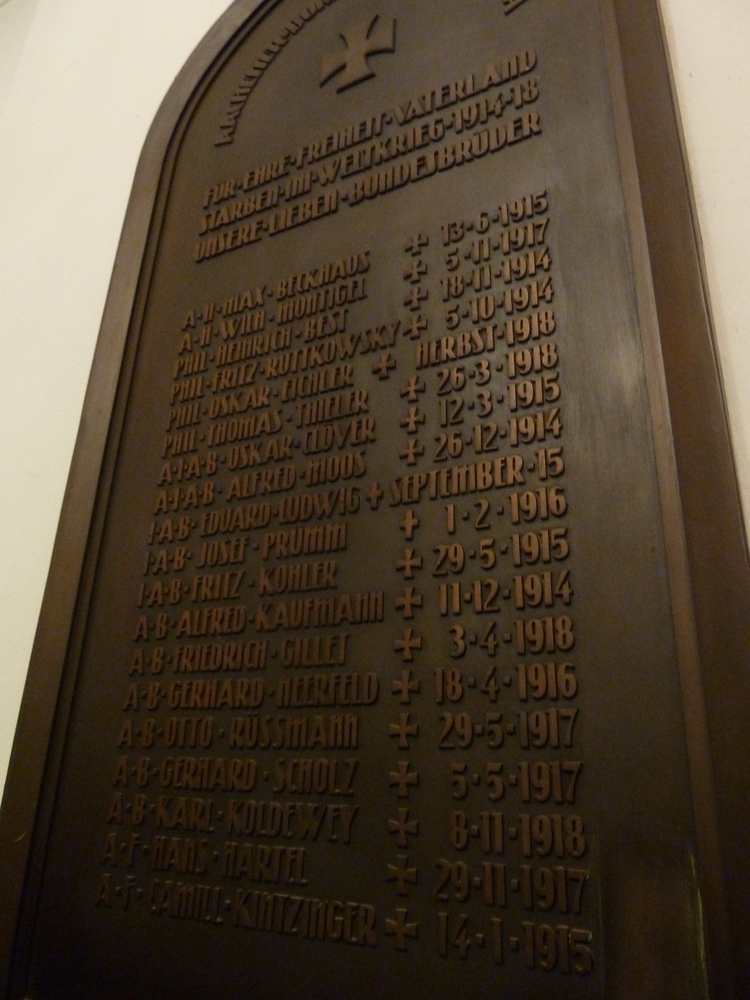 FÜR·EHRE·FREIHEIT·VATERLAND
STARBEN·IM·WELTKRIEG·1914-18
UNSERE·LIEBEN·BUNDESBRÜDER
A·H·MAX·BECKHAUS + 13·6·1915
A·H·WILH·MONTIGEL + 5·11·1917
PHIL·HEINRICH·BEST + 18·11·1914
PHIL·FRITZ·RUTTKOWSKY + 5·10·1914
PHIL·OSKAR·EICHLER + HERBST·1918
PHIL·THOMAS·THIELER + 26·3·1918
A·I·A·B·OSKAR·CLÜVER + 12·3·1915
A·I·A·B·ALFRED·MOOS + 26·12·1914
I·A·B·EDUARD·LUDWIG + SEPTEMBER·15
I·A·B·JOSEF·PRÜMM + 1·2·1916
I·A·B·FRITZ·KÖHLER + 29·5·1915
A·B·ALFRED·KAUFMANN + 11·12·1914
A·B·FRIEDRICH·GILLET + 3·4·1918
A·B·GERHARD·NEERFELD + 18·4·1916
A·B·OTTO·RÜSSMANN + 29·5·1917
A·B·GERHARD·SCHOLZ + 5·5·1917
A·B·KARL·KOLDEWEY + 8·11·1918
A·F·HANS·HARTEL + 29·11·1917
A·F·CAMILL·KINTZINGER + 14·1·1915